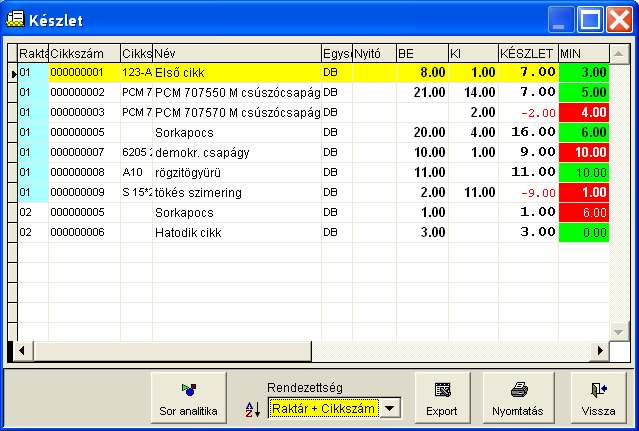 Készlet
Raktá Cikkszám Cikks Név Egysé Nyitó BE KI KÉSZLET MIN
01 000000001 123-A Első cikk DB 8.00 1.00 7.00 3.00
01 000000002 PCM 7 PCM 707550 M csúszócsapág DB 21.00 14.00 7.00 5.00
01 000000003 PCM 7 PCM 707570 M csúszócsapág DB 2.00 -2.00 4.00
01 000000005 Sorkapocs DB 20.00 4.00 16.00 6.00
01 000000007 6205 2 demokr. csapágy DB 10.00 1.00 9.00 10.00
01 000000008 A10 rögzitögyürü DB 11.00 11.00 10.00
01 000000009 S 15*2 tökés szimering DB 2.00 11.00 -9.00 1.00
02 000000005 Sorkapocs DB 1.00 1.00 6.00
02 000000006 Hatodik cikk DB 3.00 3.00 0.00
Rendezettség
Sor analitika
Raktár + Cikkszám
Export
Nyomtatás
Vissza